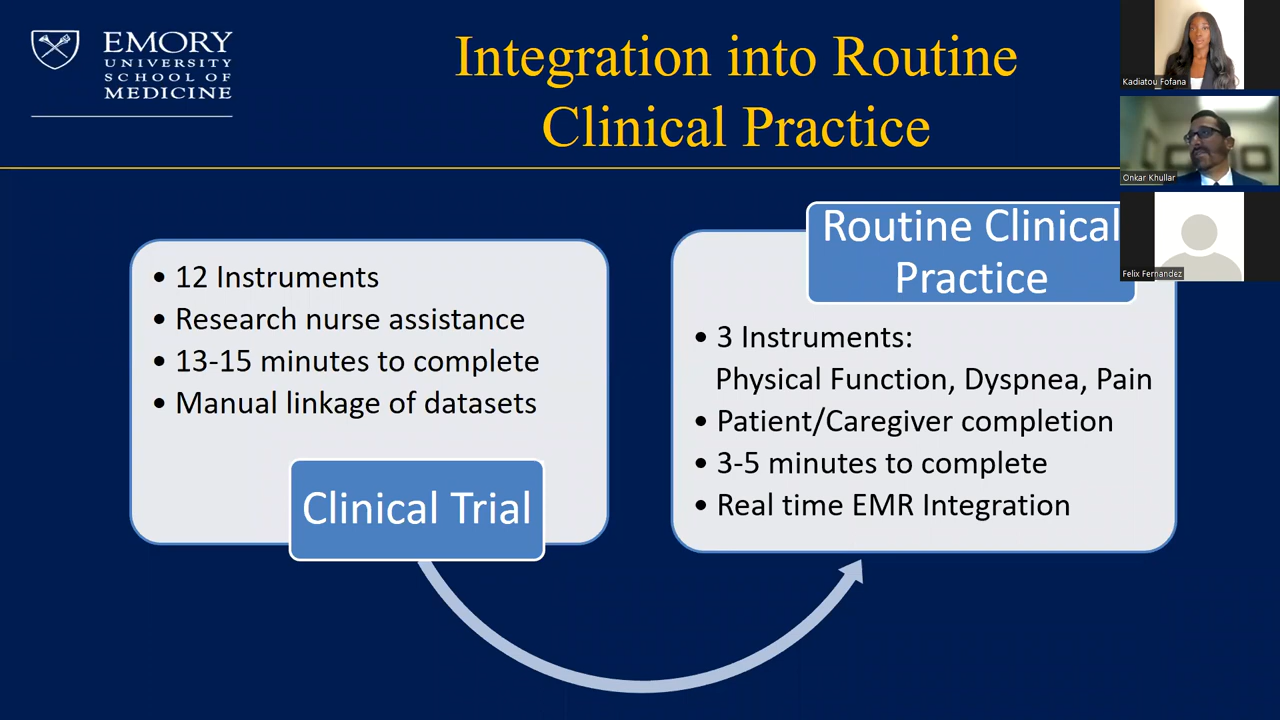 EMORY
UNIVERSITY
SCHOOL OF
MEDICINE
Integration into Routine
Clinical Practice
• 12 Instruments
• Research nurse assistance
• 13-15 minutes to complete
• Manual linkage of datasets
Clinical Trial
Routine Clinical
Practice
• 3 Instruments:
Physical Function, Dyspnea, Pain
• Patient/Caregiver completion
• 3-5 minutes to complete
• Real time EMR Integration
Kadiatou Fofana
Onkar Khullar
Felix Fernandez